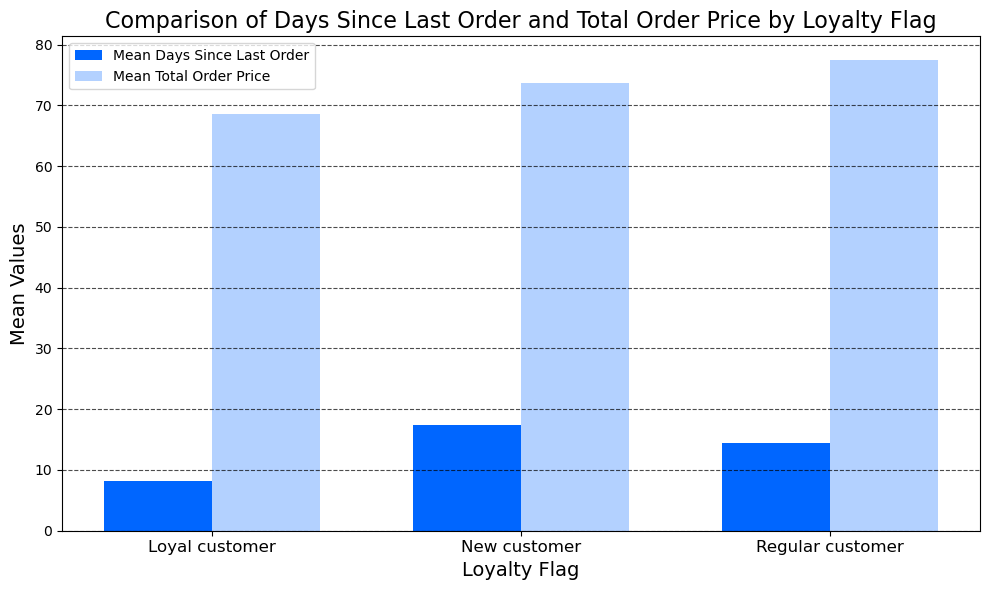 Comparison of Days Since Last Order and Total Order Price by Loyalty Flag
Mean Days Since Last Order
Mean Total Order Price
Mean Values
80
70
60
50
40
30
20
10
0
Loyal customer
New customer
Regular customer
Loyalty Flag